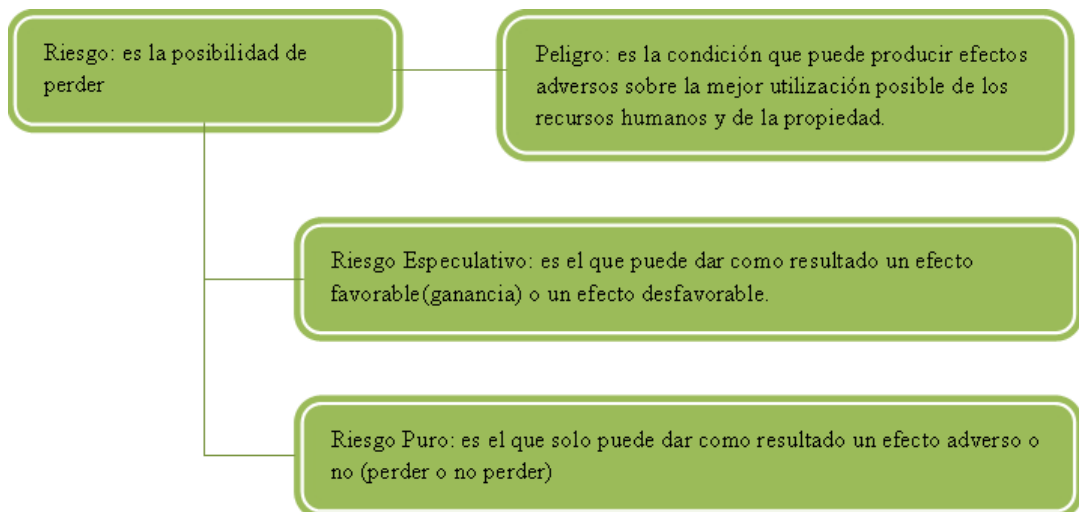 Riesgo: es la posibilidad de
perder
Peligro: es la condición que puede producir efectos
adversos sobre la mejor utilización posible de los
recursos humanos y de la propiedad.
Riesgo Especulativo: es el que puede dar como resultado un efecto
favorable(ganancia) o un efecto desfavorable.
Riesgo Puro: es el que solo puede dar como resultado un efecto adverso o
no (perder o no perder)